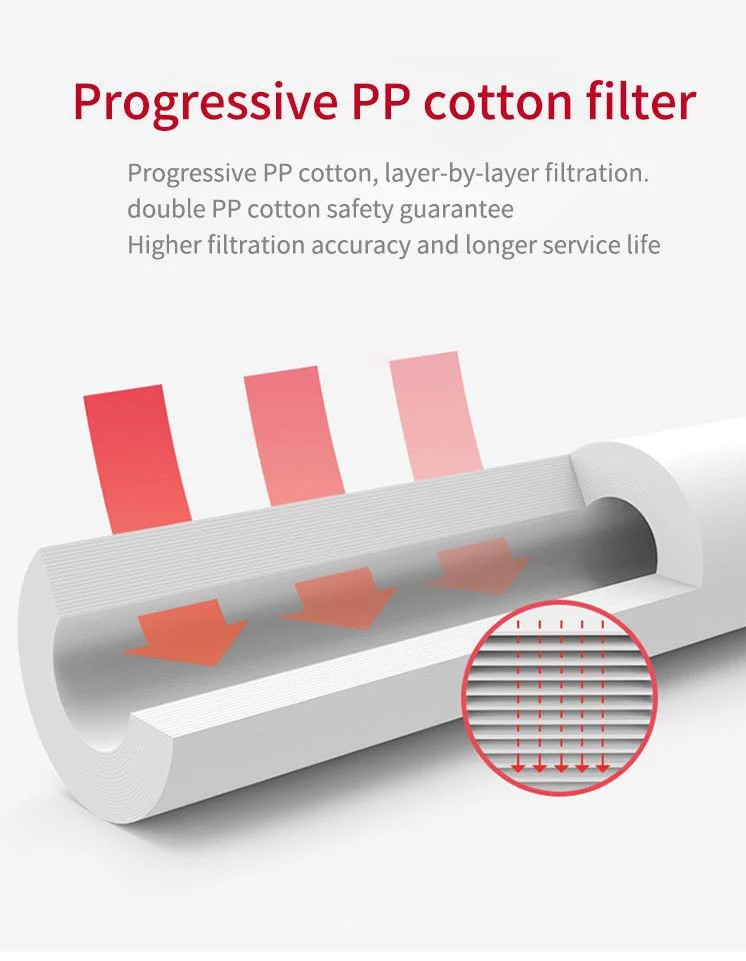 Progressive PP cotton filter
Progressive PP cotton, layer-by-layer filtration.
double PP cotton safety guarantee
Higher filtration accuracy and longer service life